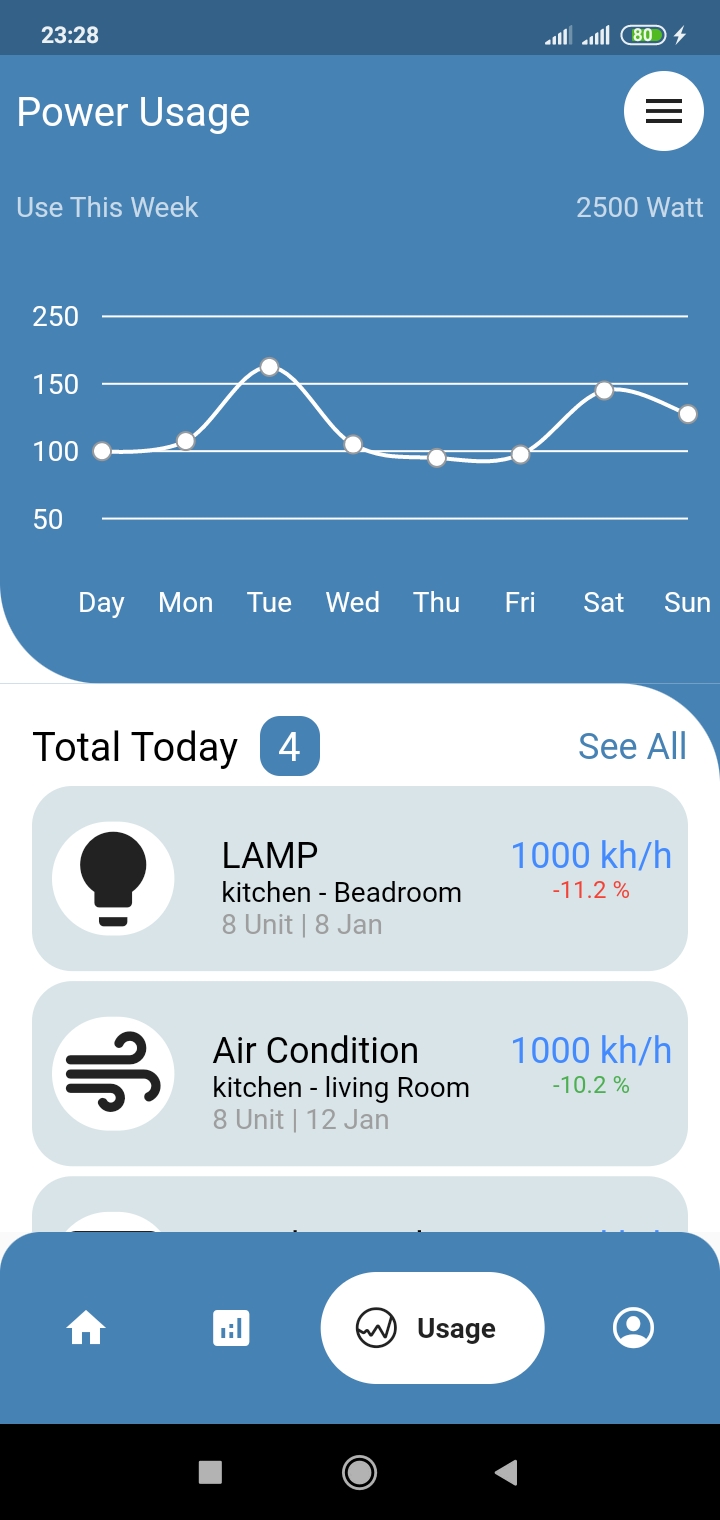 23:28
80
Power Usage
Use This Week
2500 Watt
250
150
100
50
Day Mon Tue Wed Thu Fri Sat Sun
Total Today 4
See All
LAMP
1000 kh/h
kitchen - Beadroom
-11.2 %
8 Unit | 8 Jan
Air Condition
1000 kh/h
kitchen - living Room
-10.2 %
8 Unit | 12 Jan
Usage